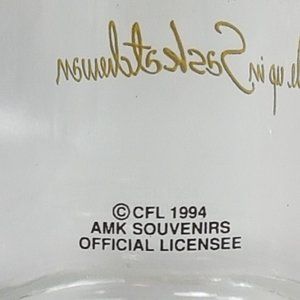 up in Saskatchewan
©CFL 1994
AMK SOUVENIRS
OFFICIAL LICENSEE